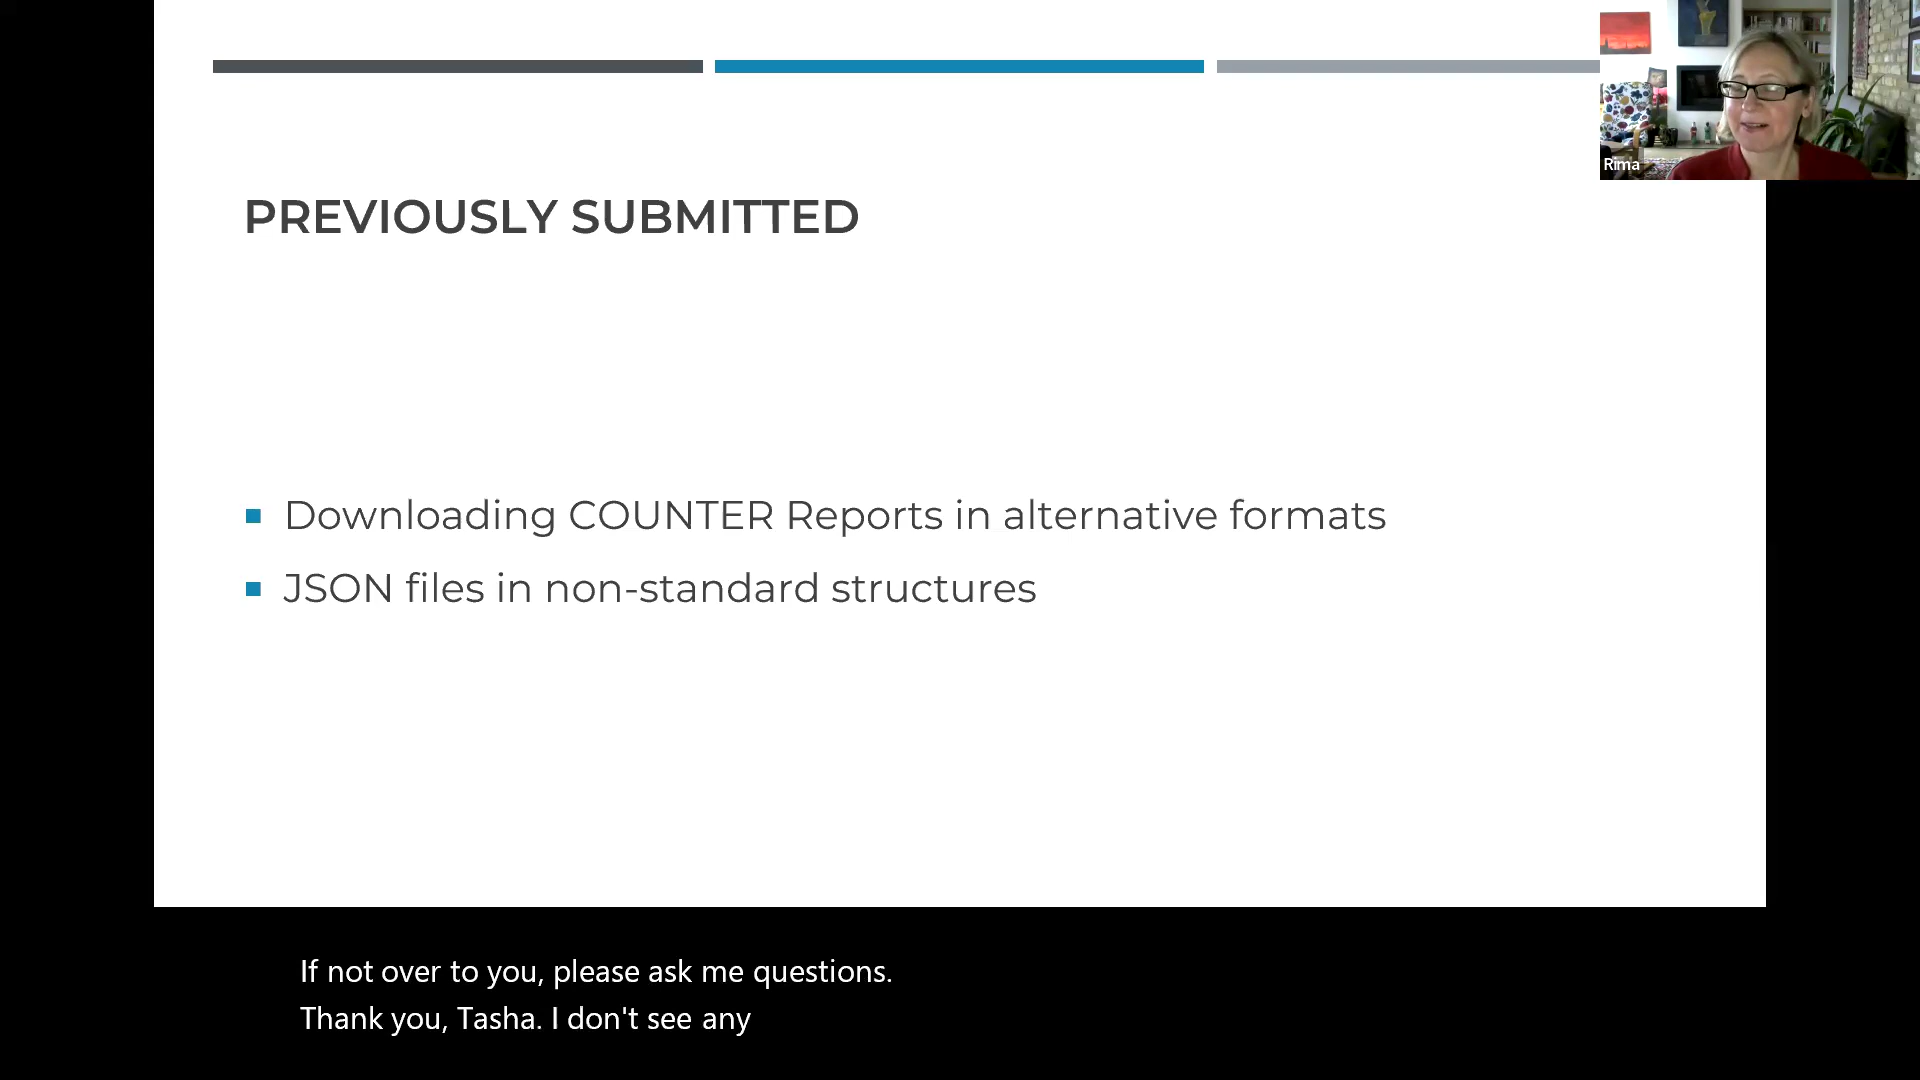 Rima
PREVIOUSLY SUBMITTED
Downloading COUNTER Reports in alternative formats
JSON files in non-standard structures
If not over to you, please ask me questions.
Thank you, Tasha. I don't see any